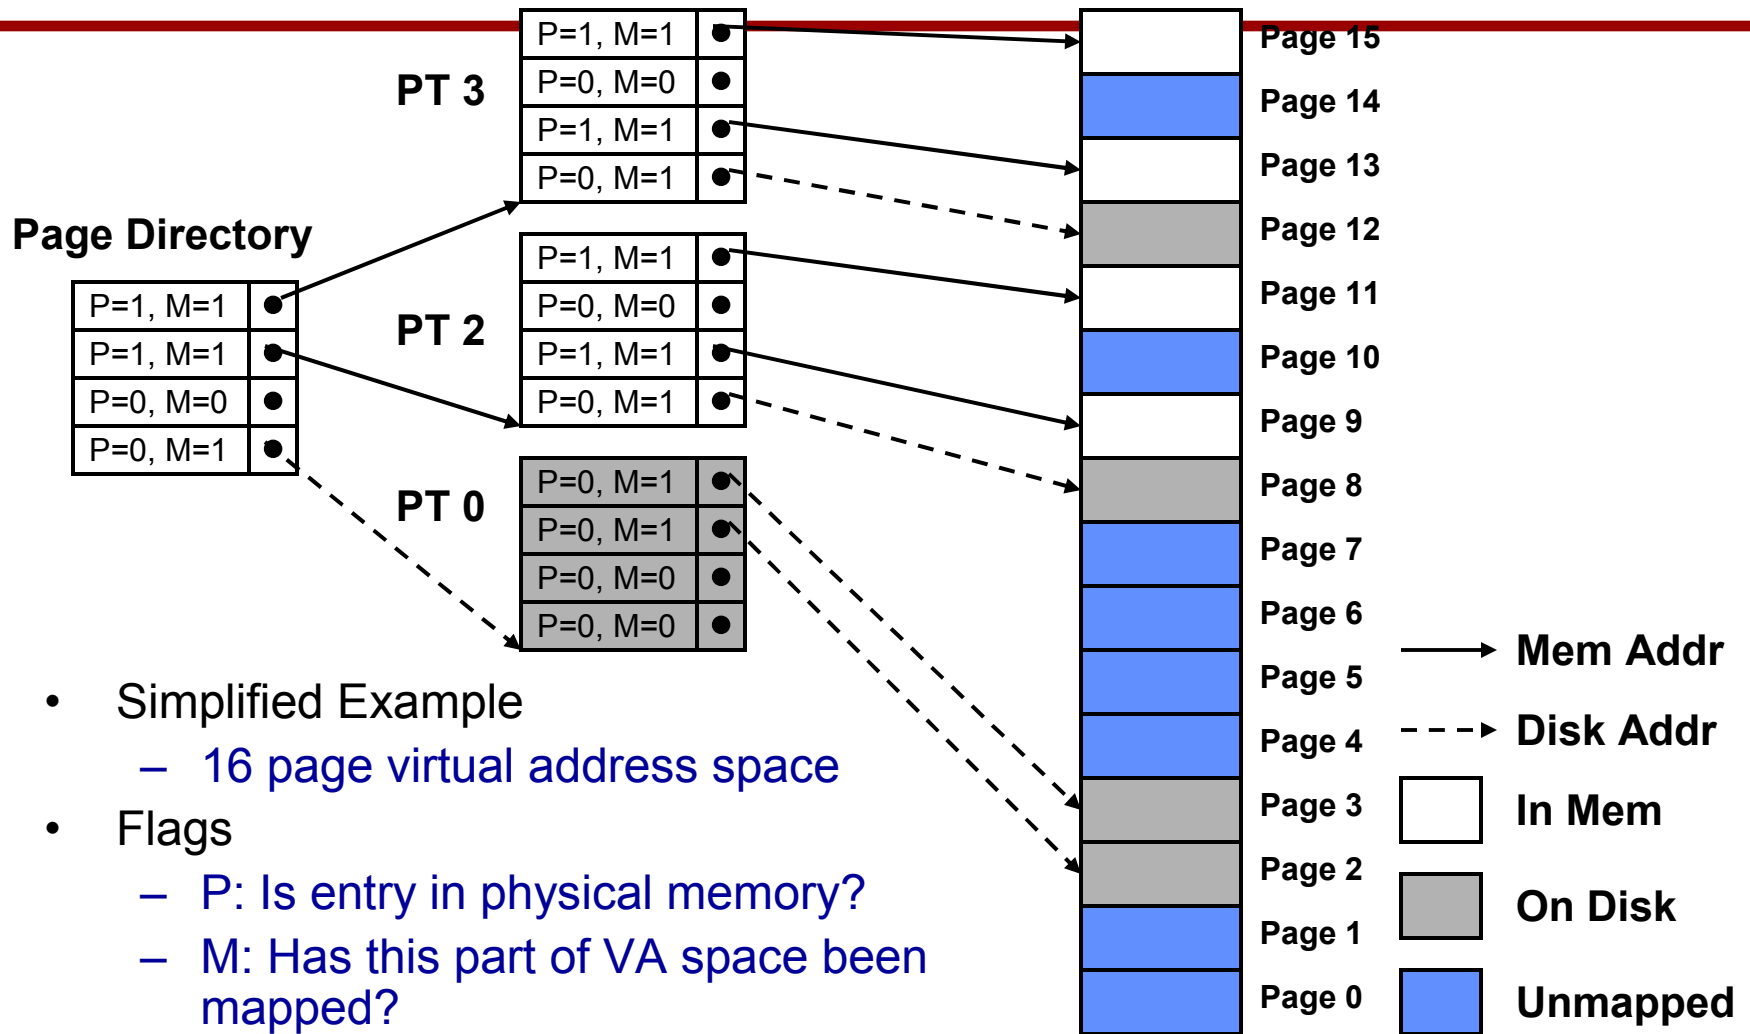 Page Directory
P=1, M=1
P=1, M=1
P=0, M=0
P=0, M=1
PT 3
P=1, M=1
P=0, M=0
P=1, M=1
P=0, M=1
PT 2
P=1, M=1
P=0, M=0
P=1, M=1
P=0, M=1
PT 0
P=0, M=1
P=0, M=1
P=0, M=0
P=0, M=0
Page 15
Page 14
Page 13
Page 12
Page 11
Page 10
Page 9
Page 8
Page 7
Page 6
Page 5
Page 4
Page 3
Page 2
Page 1
Page 0
Mem Addr
Disk Addr
In Mem
On Disk
Unmapped
• Simplified Example
– 16 page virtual address space
• Flags
– P: Is entry in physical memory?
– M: Has this part of VA space been
mapped?